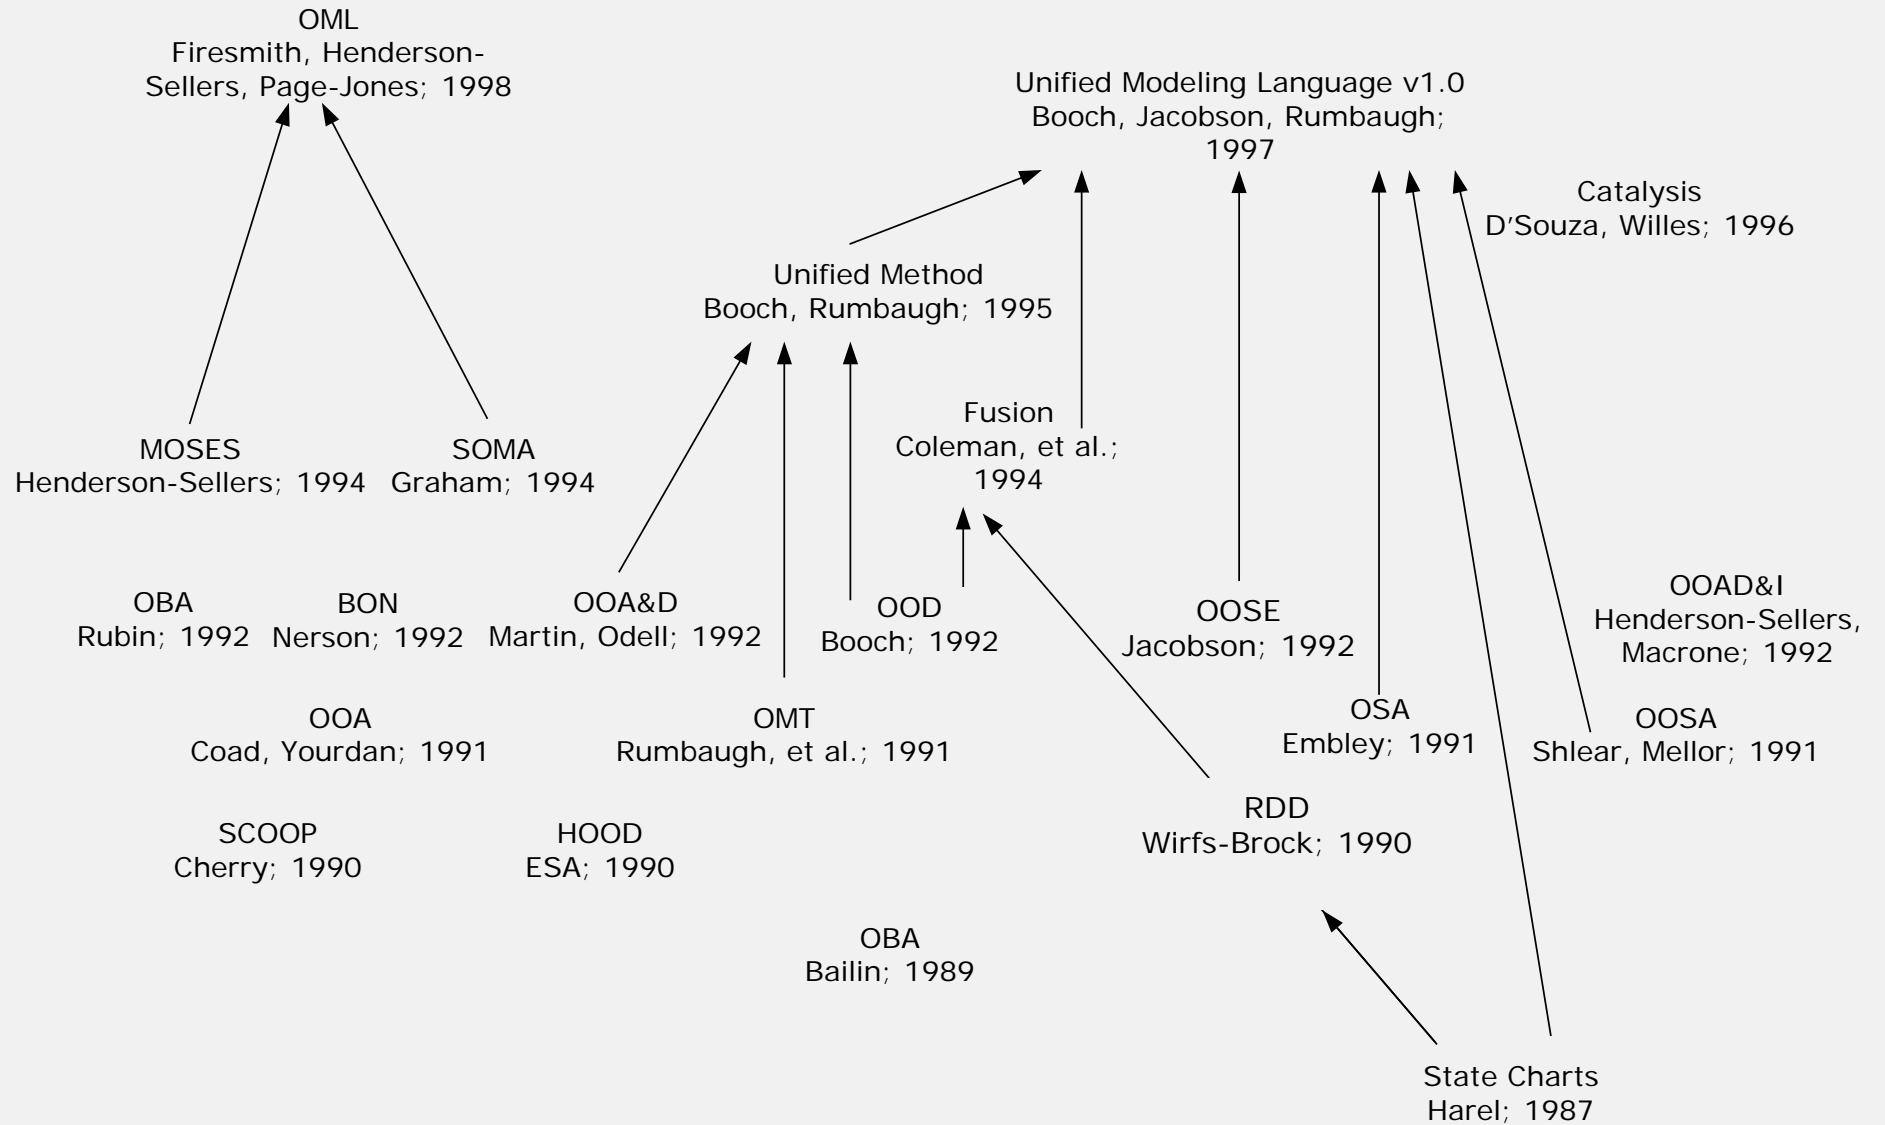 OML
Firesmith, Henderson-
Sellers, Page-Jones; 1998
Unified Modeling Language v1.0
Booch, Jacobson, Rumbaugh;
1997
Catalysis
D'Souza, Willes; 1996
Unified Method
Booch, Rumbaugh; 1995
Fusion
Coleman, et al.;
1994
MOSES
Henderson-Sellers; 1994
SOMA
Graham; 1994
OBA
Rubin; 1992
BON
Nerson; 1992
OOA&D
Martin, Odell; 1992
OOD
Booch; 1992
OOSE
Jacobson; 1992
OOAD&I
Henderson-Sellers,
Macrone; 1992
OOA
Coad, Yourdan; 1991
OMT
Rumbaugh, et al.; 1991
OSA
Embley; 1991
OOSA
Shlear, Mellor; 1991
SCOOP
Cherry; 1990
HOOD
ESA; 1990
RDD
Wirfs-Brock; 1990
OBA
Bailin; 1989
State Charts
Harel; 1987